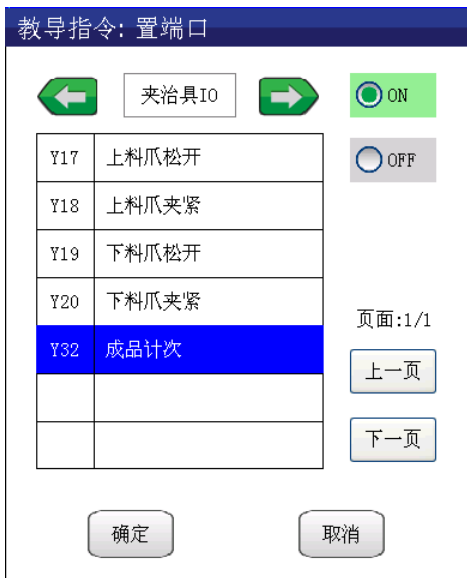 教导指令: 置端口
夹治具IO
ON
Y17 上料爪松开
OFF
Y18 上料爪夹紧
Y19 下料爪松开
Y20 下料爪夹紧
页面:1/1
Y32 成品计次
上一页
下一页
确定
取消